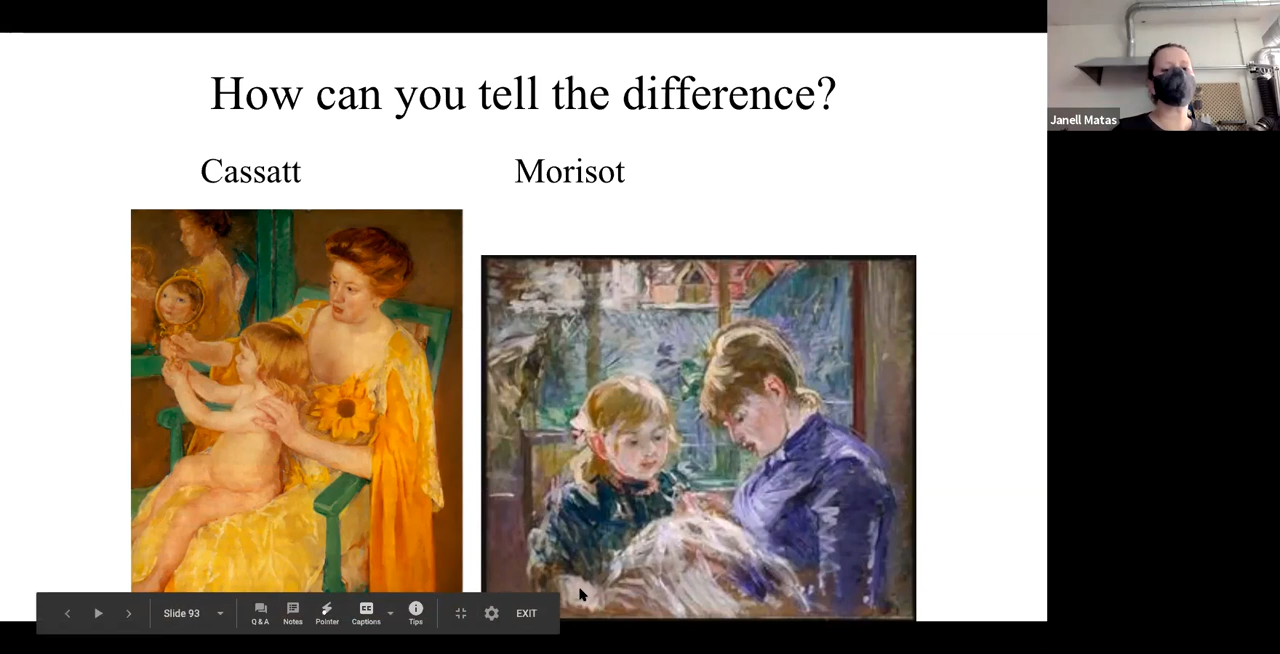 How can you tell the difference?
Cassatt
Morisot
Janell Matas
Slide 93
Q & A
Notes
Pointer
Captions
Tips
EXIT